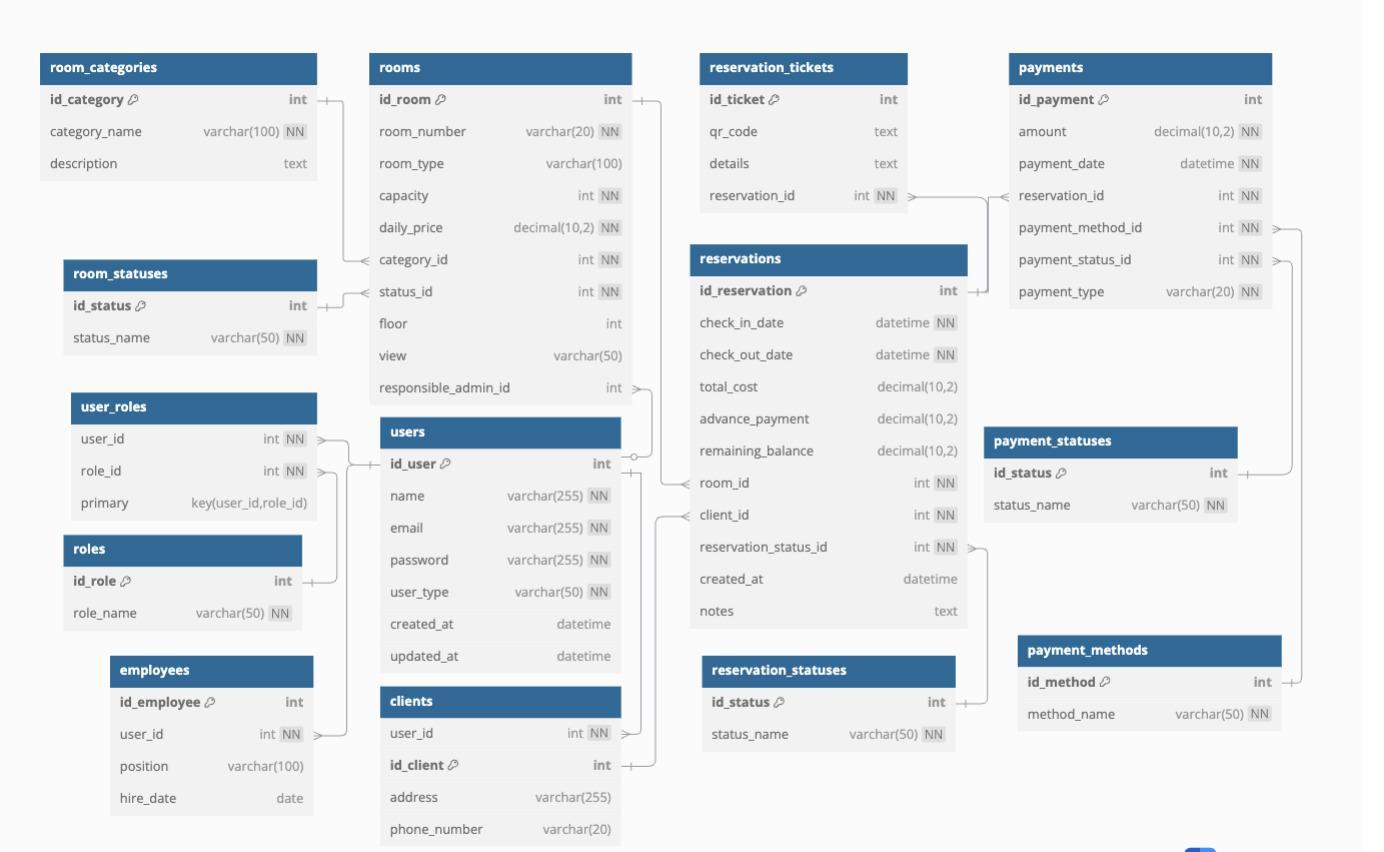 room_categories
id_category int
category_name varchar(100) NN
description text
room_statuses
id_status int
status_name varchar(50) NN
user_roles
user_id int NN
role_id int NN
primary key(user_id,role_id)
roles
id_role int
role_name varchar(50) NN
employees
id_employee int
user_id int NN
position varchar(100)
hire_date date
rooms
id_room int
room_number varchar(20) NN
room_type varchar(100)
capacity int NN
daily_price decimal(10,2) NN
category_id int NN
status_id int NN
floor int
view varchar(50)
responsible_admin_id int
users
id_user int
name varchar(255) NN
email varchar(255) NN
password varchar(255) NN
user_type varchar(50) NN
created_at datetime
updated_at datetime
clients
user_id int NN
id_client int
address varchar(255)
phone_number varchar(20)
reservation_tickets
id_ticket int
qr_code text
details text
reservation_id int NN
reservations
id_reservation int
check_in_date datetime NN
check_out_date datetime NN
total_cost decimal(10,2)
advance_payment decimal(10,2)
remaining_balance decimal(10,2)
room_id int NN
client_id int NN
reservation_status_id int NN
created_at datetime
notes text
reservation_statuses
id_status int
status_name varchar(50) NN
payments
id_payment int
amount decimal(10,2) NN
payment_date datetime NN
reservation_id int NN
payment_method_id int NN
payment_status_id int NN
payment_type varchar(20) NN
payment_statuses
id_status int
status_name varchar(50) NN
payment_methods
id_method int
method_name varchar(50) NN